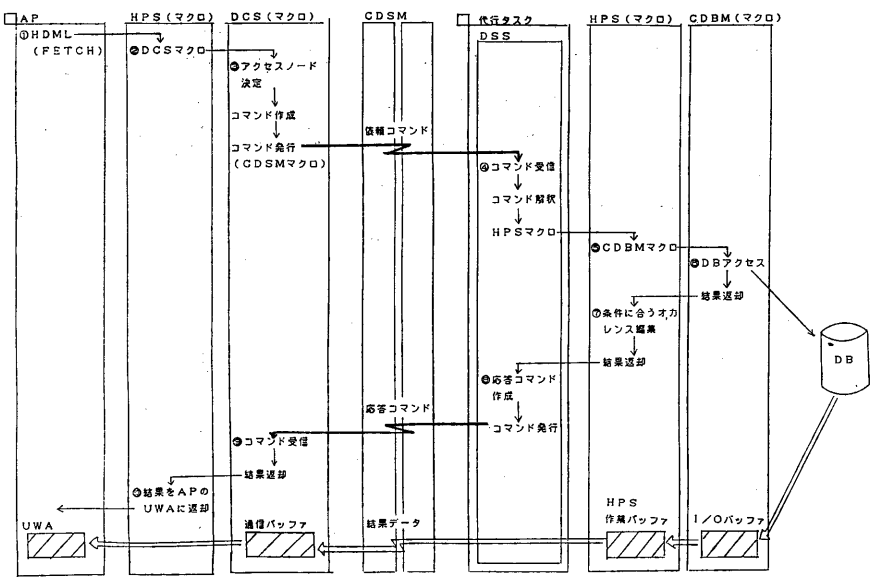 AP
HPS(マクロ)
DCS(マクロ)
CDSM
代行タスク
HPS(マクロ)
CDBM(マクロ)
DSS
①HDML
(FETCH)
②DCSマクロ
③アクセスノード
決定
コマンド作成
コマンド発行
(CDSMマクロ)
依頼コマンド
④コマンド受信
コマンド解釈
HPSマクロ
⑤CDBMマクロ
⑥DBアクセス
結果返却
⑦条件に合うオカ
レンス編集
結果返却
DB
⑧応答コマンド
作成
コマンド発行
応答コマンド
⑨コマンド受信
結果返却
⑩結果をAPの
UWAに返却
UWA
通信バッファ
結果データ
HPS
作業バッファ
I/Oバッファ